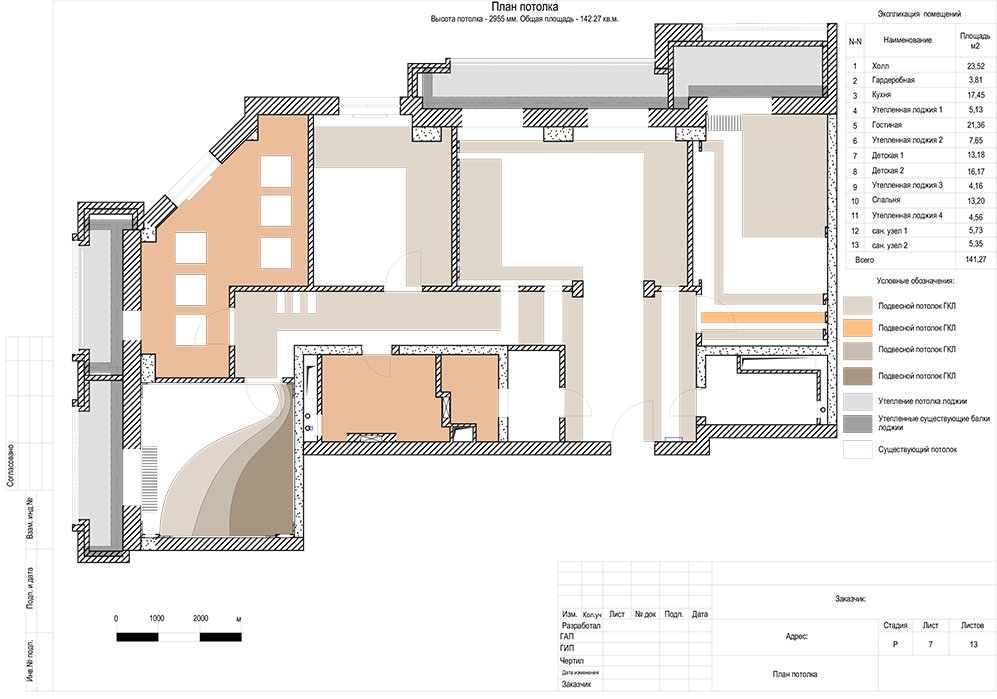 План потолка
Высота потолка - 2955 мм. Общая площадь - 142.27 кв.м.
Экспликация помещений
N-N Наименование Площадь м2
1 Холл 23,52
2 Гардеробная 3,81
3 Кухня 17,45
4 Утепленная лоджия 1 5,13
5 Гостиная 21,36
6 Утепленная лоджия 2 7,65
7 Детская 1 13,18
8 Детская 2 16,17
9 Утепленная лоджия 3 4,16
10 Спальня 13,20
11 Утепленная лоджия 4 4,56
12 сан. узел 1 5,73
13 сан. узел 2 5,35
Всего 141,27
Условные обозначения:
Подвесной потолок ГКЛ
Подвесной потолок ГКЛ
Подвесной потолок ГКЛ
Подвесной потолок ГКЛ
Утепление потолка лоджии
Утепленные существующие балки
лоджии
Существующий потолок
Согласовано
Взам. инд.№
Подп. и дата
Инв.№ подл.
0 1000 2000 м
Изм. Кол.уч Лист № док Подп. Дата
Разработал
ГАП
ГИП
Чертил
Дата изменения
Заказчик
Заказчик:
Адрес:
Стадия Лист Листов
Р 7 13
План потолка